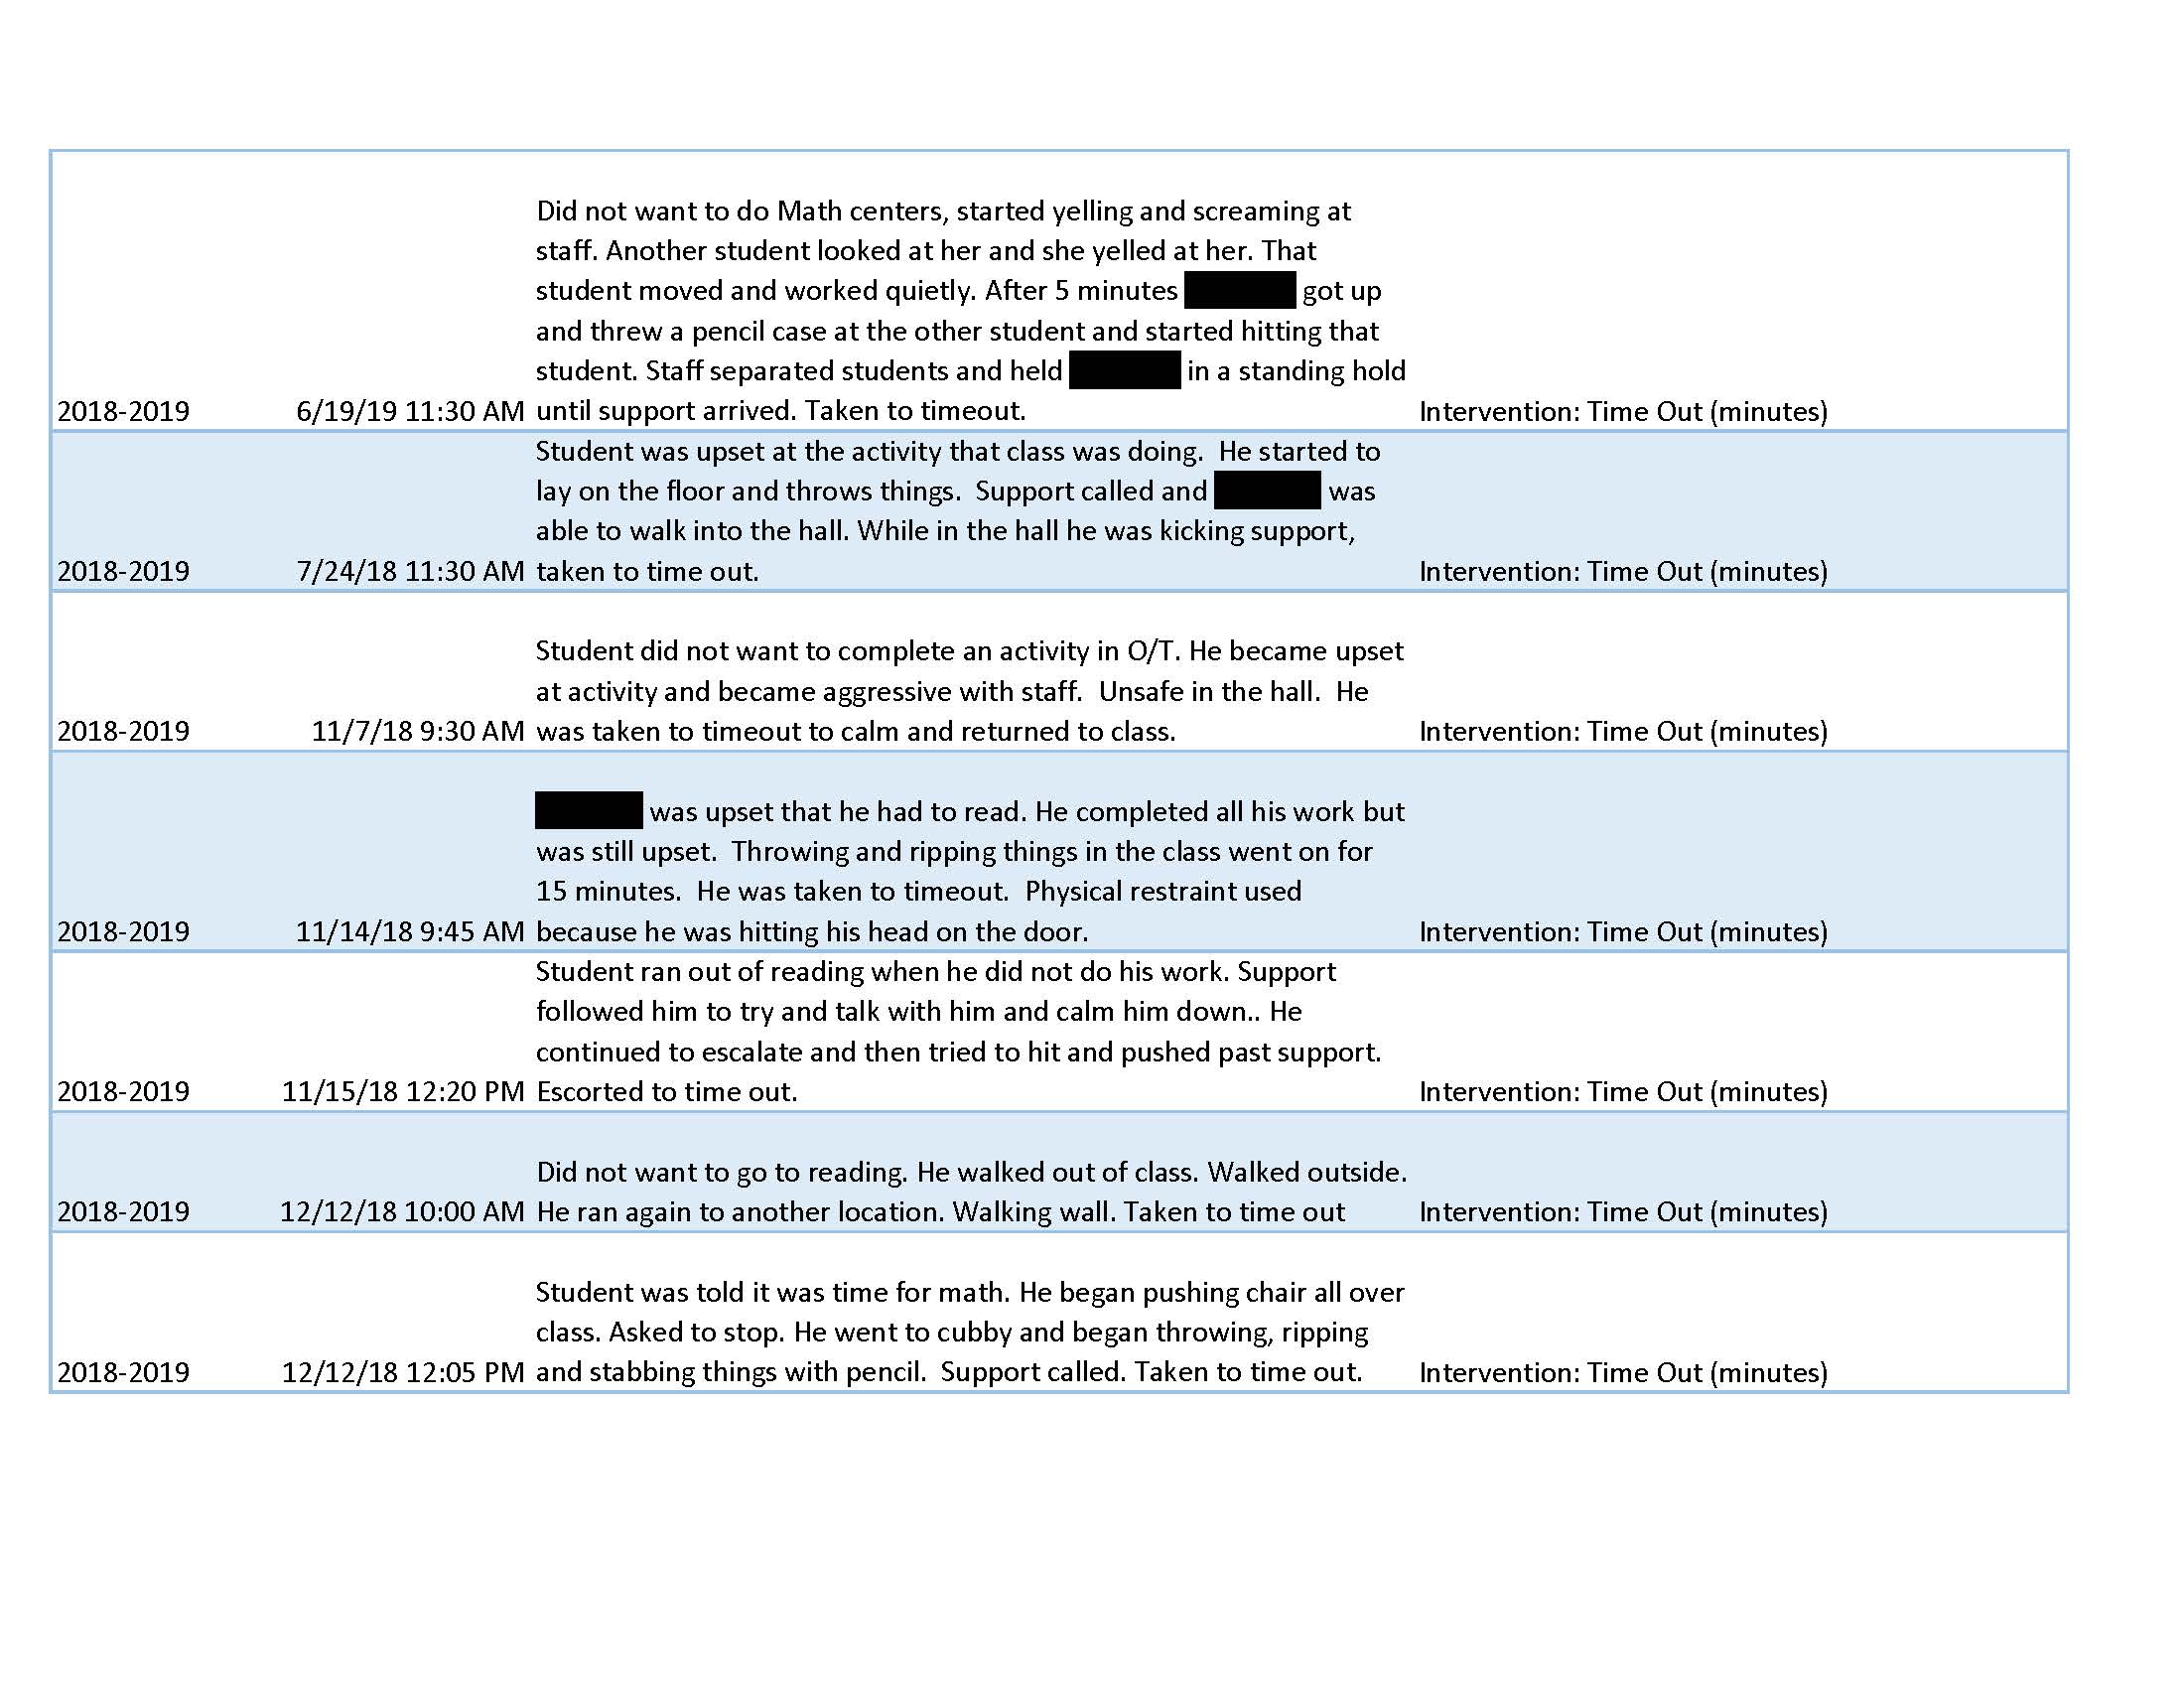 Did not want to do Math centers, started yelling and screaming at
staff. Another student looked at her and she yelled at her. That
student moved and worked quietly. After 5 minutes got up
and threw a pencil case at the other student and started hitting that
student. Staff separated students and held in a standing hold
2018-2019 6/19/19 11:30 AM until support arrived. Taken to timeout. Intervention: Time Out (minutes)
Student was upset at the activity that class was doing.  He started to
lay on the floor and throws things.  Support called and was
able to walk into the hall. While in the hall he was kicking support,
2018-2019 7/24/18 11:30 AM taken to time out. Intervention: Time Out (minutes)
Student did not want to complete an activity in O/T. He became upset
at activity and became aggressive with staff.  Unsafe in the hall.  He
2018-2019 11/7/18 9:30 AM was taken to timeout to calm and returned to class. Intervention: Time Out (minutes)
was upset that he had to read. He completed all his work but
was still upset.  Throwing and ripping things in the class went on for
15 minutes.  He was taken to timeout.  Physical restraint used
2018-2019 11/14/18 9:45 AM because he was hitting his head on the door. Intervention: Time Out (minutes)
Student ran out of reading when he did not do his work. Support
followed him to try and talk with him and calm him down.. He
continued to escalate and then tried to hit and pushed past support.
2018-2019 11/15/18 12:20 PM Escorted to time out. Intervention: Time Out (minutes)
Did not want to go to reading. He walked out of class. Walked outside.
2018-2019 12/12/18 10:00 AM He ran again to another location. Walking wall. Taken to time out Intervention: Time Out (minutes)
Student was told it was time for math. He began pushing chair all over
class. Asked to stop. He went to cubby and began throwing, ripping
2018-2019 12/12/18 12:05 PM and stabbing things with pencil.  Support called. Taken to time out. Intervention: Time Out (minutes)